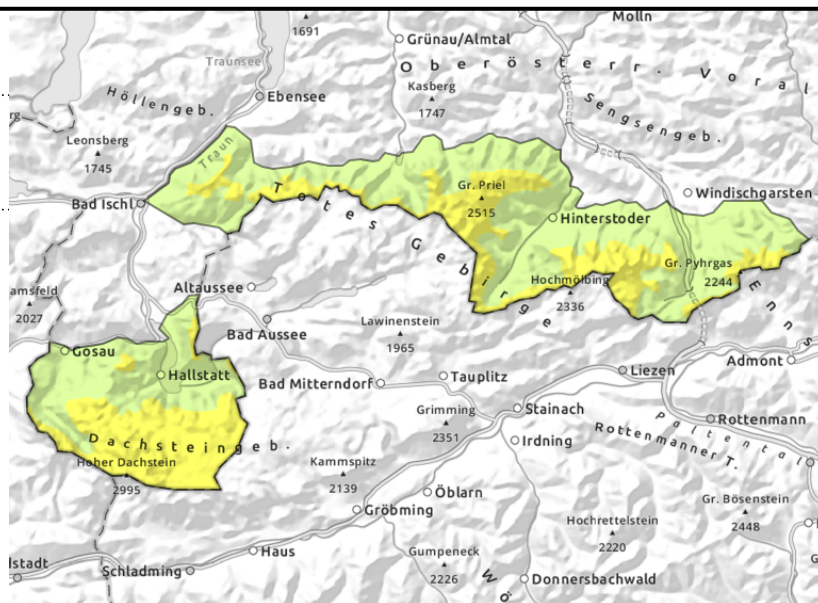 Molln
1691
Grünau/Almtal
Traunsee
Oberösterr. Voral
Kasberg
1747
Ebensee
Höllengeb.
Sengsengeb.
Leonsberg
1745
Traun
Totes Gebirge
Gr. Priel
2515
Windischgarsten
Bad Ischl
Hinterstoder
Gr. Pyhrgas
2244
Hochmölbing
2336
Altaussee
amsfeld
2027
Enns
Bad Aussee
Lawinenstein
1965
Gosau
Admont
Hallstatt
Bad Mitterndorf
Tauplitz
Liezen
Grimming
2351
Stainach
Rottenmann
Paltental
Rottenmanner T.
Dachsteingeb.
Irdning
Hoher Dachstein
2995
Kammspitz
2139
Öblarn
Gr. Bösenstein
2448
Gröbming
Hochrettelstein
2220
Haus
Gumpeneck
2226
lstadt
Schladming
Donnersbachwald
Wö